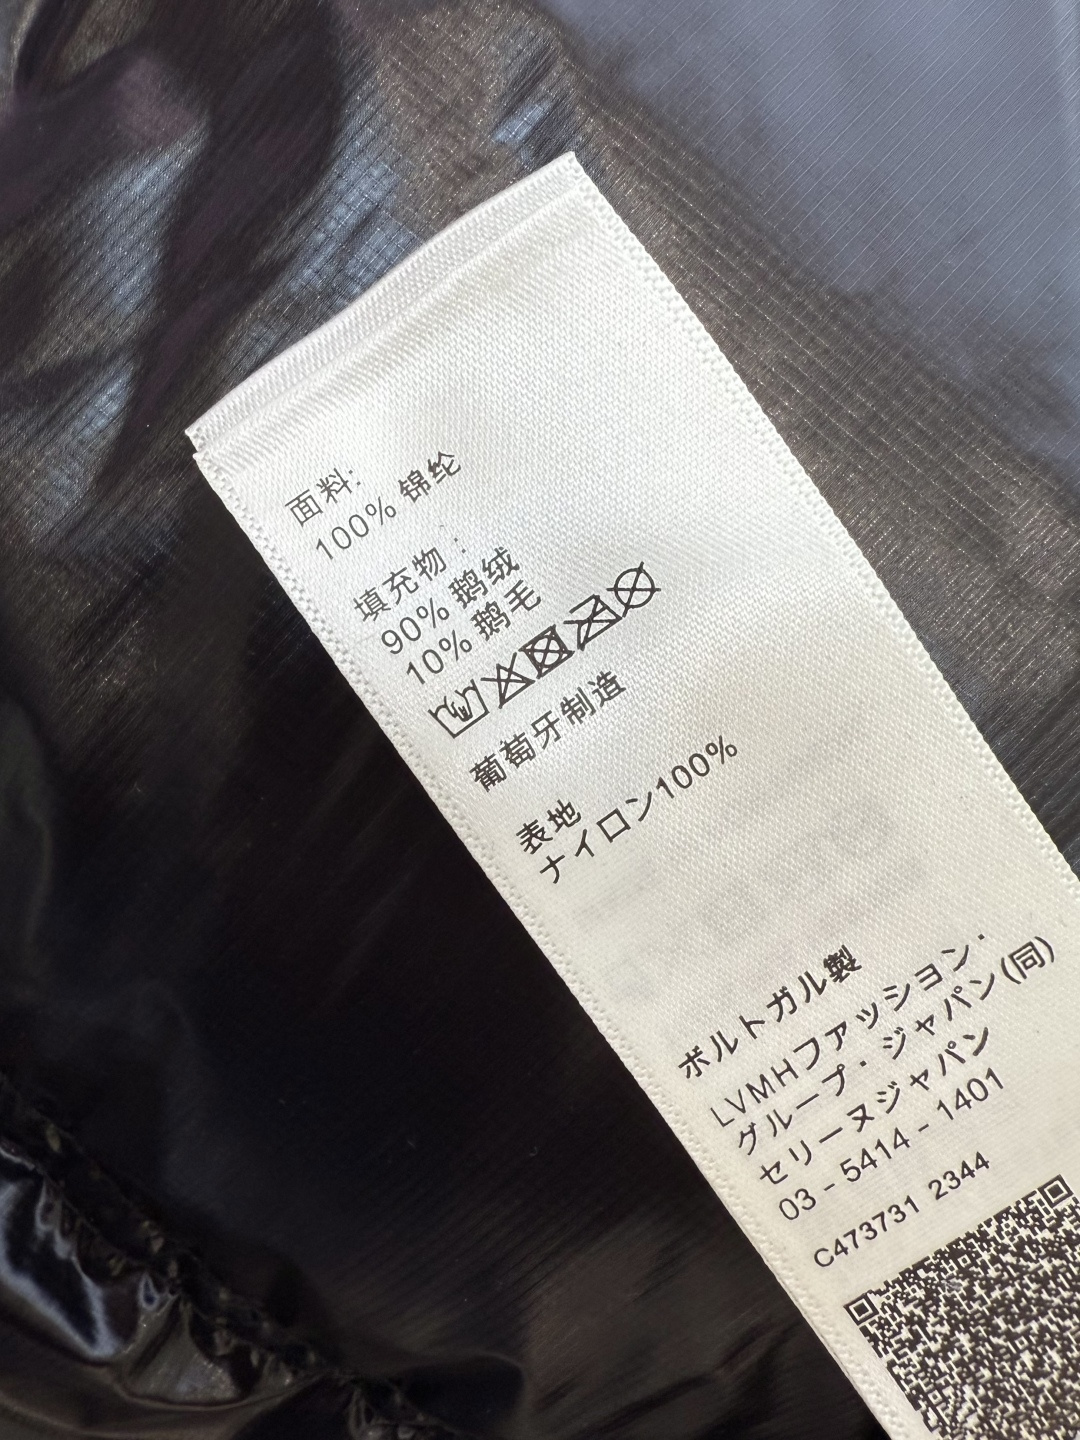 面料:
100% 锦纶
填充物：
90% 鹅绒
10% 鹅毛
葡萄牙制造
表地
ナイロン100%
ポルトガル製
LVMHファッション・
グループ・ジャパン(同)
セリーヌジャパン
03-5414-1401
C473731 2344